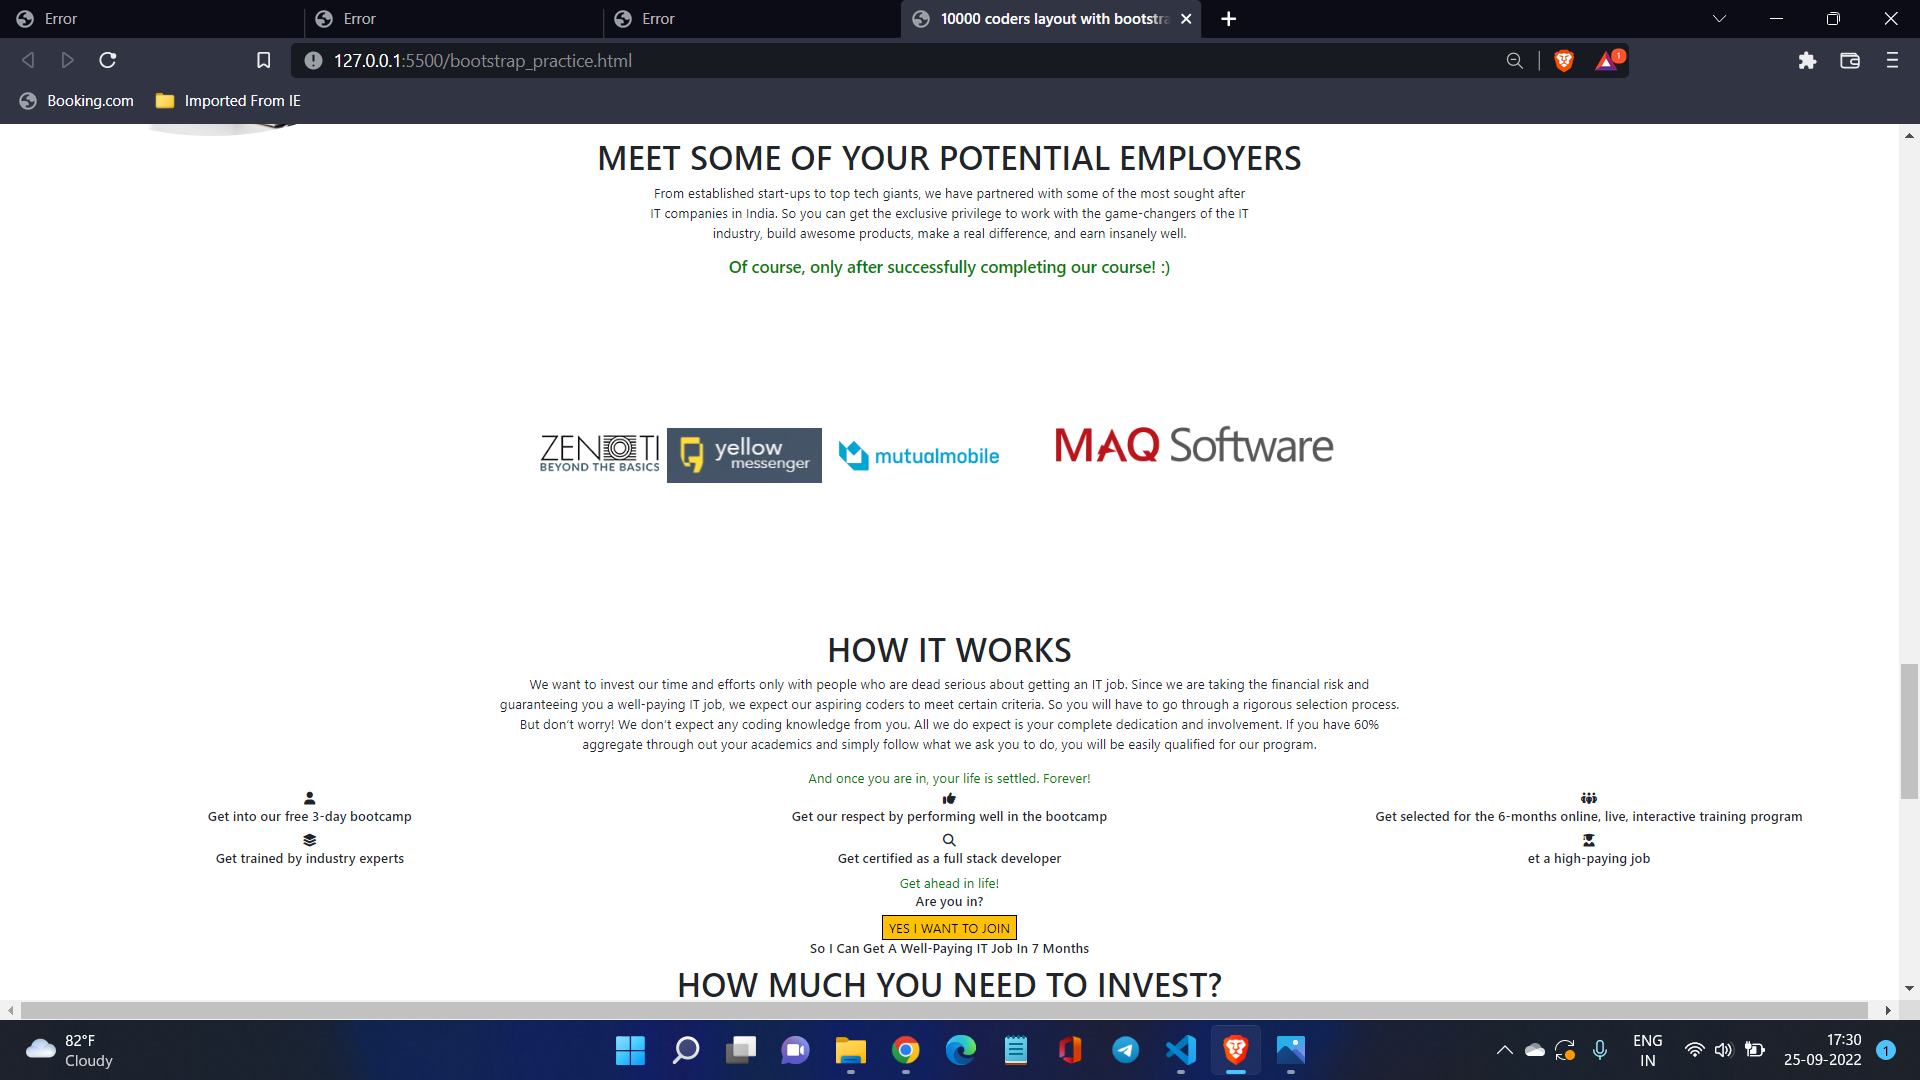 Error
Error
Error
10000 coders layout with bootstra
127.0.0.1:5500/bootstrap_practice.html
1
Booking.com
Imported From IE
MEET SOME OF YOUR POTENTIAL EMPLOYERS
From established start-ups to top tech giants, we have partnered with some of the most sought after
IT companies in India. So you can get the exclusive privilege to work with the game-changers of the IT
industry, build awesome products, make a real difference, and earn insanely well.
Of course, only after successfully completing our course! :)
ZENOTI
BEYOND THE BASICS
yellow
messenger
mutualmobile
MAQ Software
HOW IT WORKS
We want to invest our time and efforts only with people who are dead serious about getting an IT job. Since we are taking the financial risk and
guaranteeing you a well-paying IT job, we expect our aspiring coders to meet certain criteria. So you will have to go through a rigorous selection process.
But don’t worry! We don’t expect any coding knowledge from you. All we do expect is your complete dedication and involvement. If you have 60%
aggregate through out your academics and simply follow what we ask you to do, you will be easily qualified for our program.
And once you are in, your life is settled. Forever!
Get into our free 3-day bootcamp
Get our respect by performing well in the bootcamp
Get selected for the 6-months online, live, interactive training program
Get trained by industry experts
Get certified as a full stack developer
et a high-paying job
Get ahead in life!
Are you in?
YES I WANT TO JOIN
So I Can Get A Well-Paying IT Job In 7 Months
HOW MUCH YOU NEED TO INVEST?
82°F
Cloudy
ENG
IN
17:30
25-09-2022
1